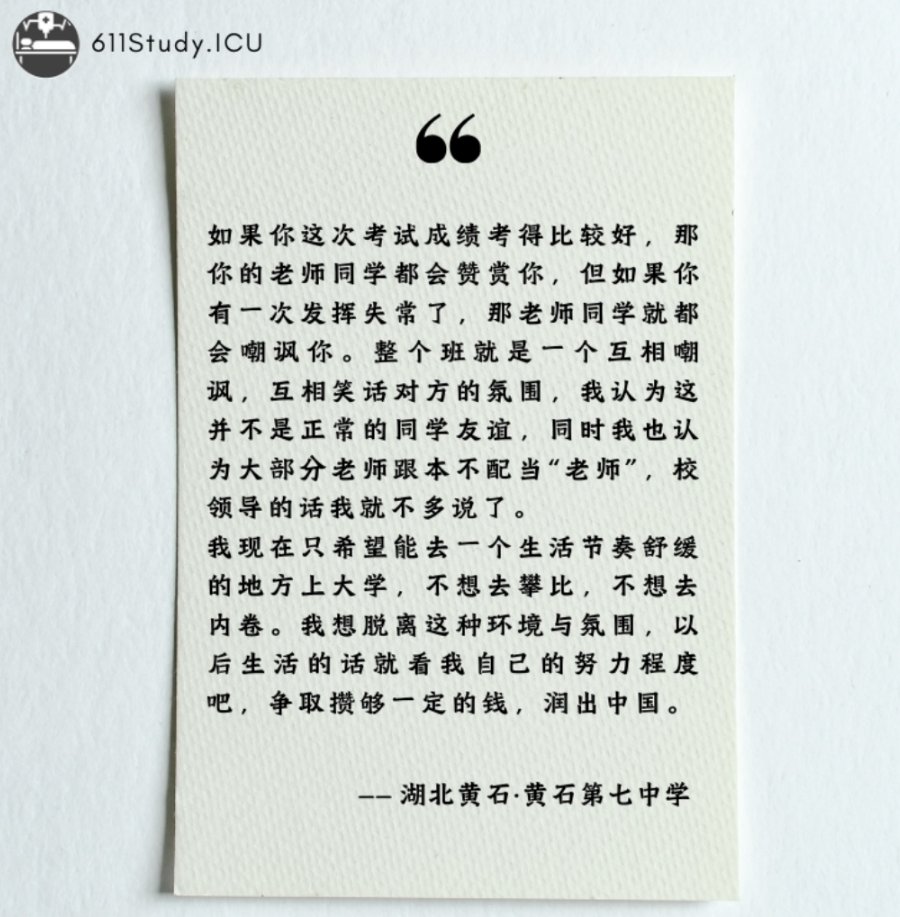 611Study.ICU
“
如果你这次考试成绩考得比较好，那
你的老师同学都会赞赏你，但如果你
有一次发挥失常了，那老师同学就都
会嘲讽你。整个班就是一个互相嘲
讽，互相笑话对方的氛围，我认为这
并不是正常的同学友谊，同时我也认
为大部分老师跟本不配当“老师”，校
领导的话我就不多说了。
我现在只希望能去一个生活节奏舒缓
的地方上大学，不想去攀比，不想去
内卷。我想脱离这种环境与氛围，以
后生活的话就看我自己的努力程度
吧，争取攒够一定的钱，润出中国。
—— 湖北黄石·黄石第七中学